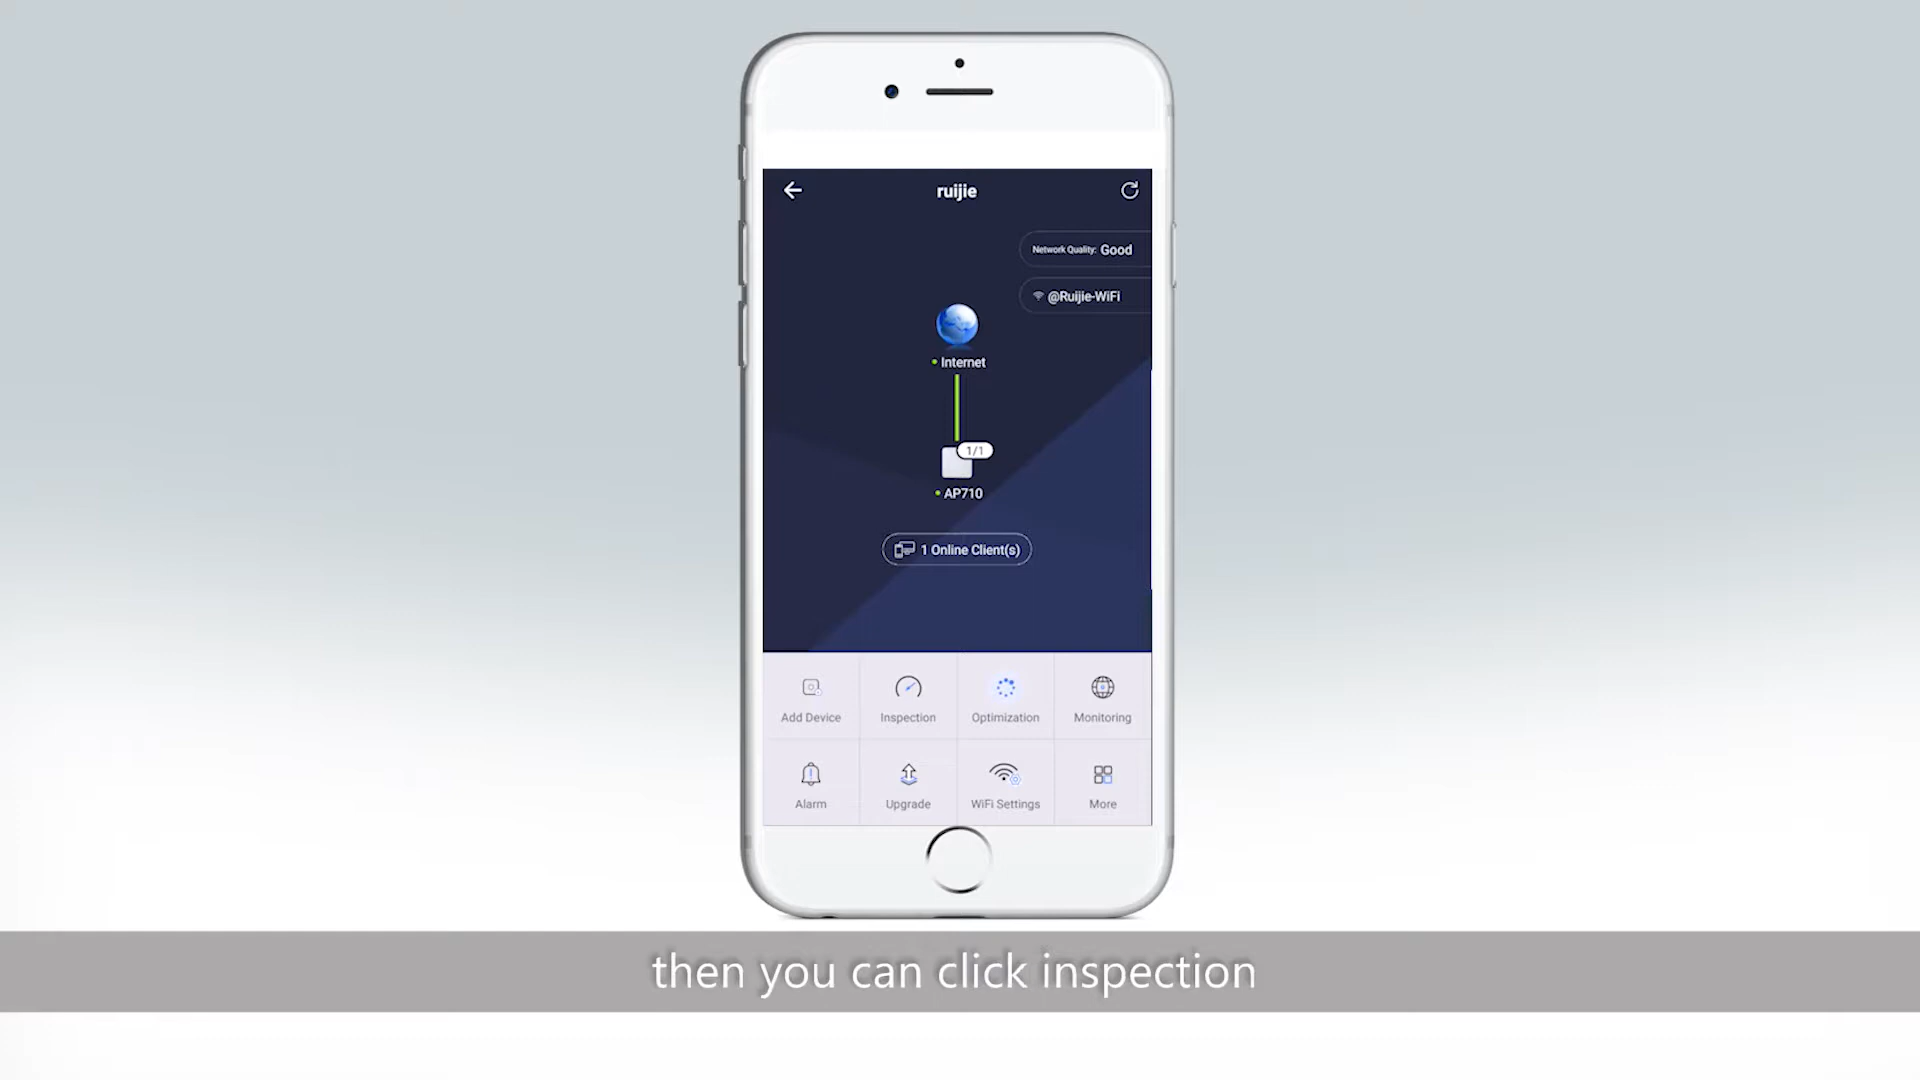 ruijie
Network Quality: Good
@Ruijie-WiFi
Internet
1/1
AP710
1 Online Client(s)
Add Device
Inspection
Optimization
Monitoring
Alarm
Upgrade
WiFi Settings
More
then you can click inspection